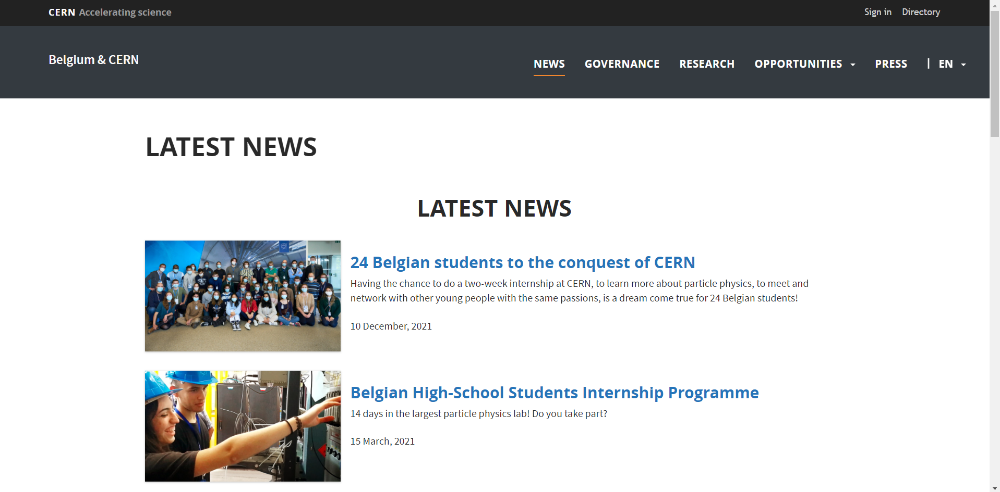 CERN Accelerating science
Sign in Directory
Belgium & CERN
NEWS GOVERNANCE RESEARCH OPPORTUNITIES PRESS | EN
LATEST NEWS
LATEST NEWS
24 Belgian students to the conquest of CERN
Having the chance to do a two-week internship at CERN, to learn more about particle physics, to meet and
network with other young people with the same passions, is a dream come true for 24 Belgian students!
10 December, 2021
Belgian High-School Students Internship Programme
14 days in the largest particle physics lab! Do you take part?
15 March, 2021